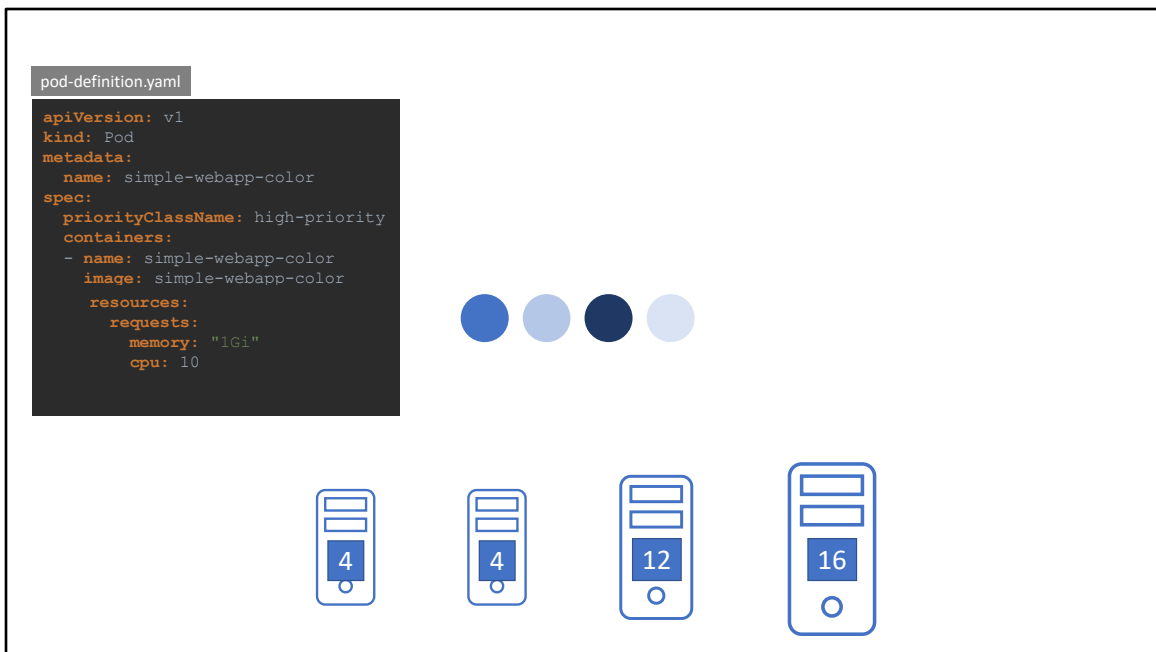 pod-definition.yaml
apiVersion: v1
kind: Pod
metadata:
  name: simple-webapp-color
spec:
  priorityClassName: high-priority
  containers:
  - name: simple-webapp-color
    image: simple-webapp-color
    resources:
      requests:
        memory: "1Gi"
        cpu: 10
4 4 12 16